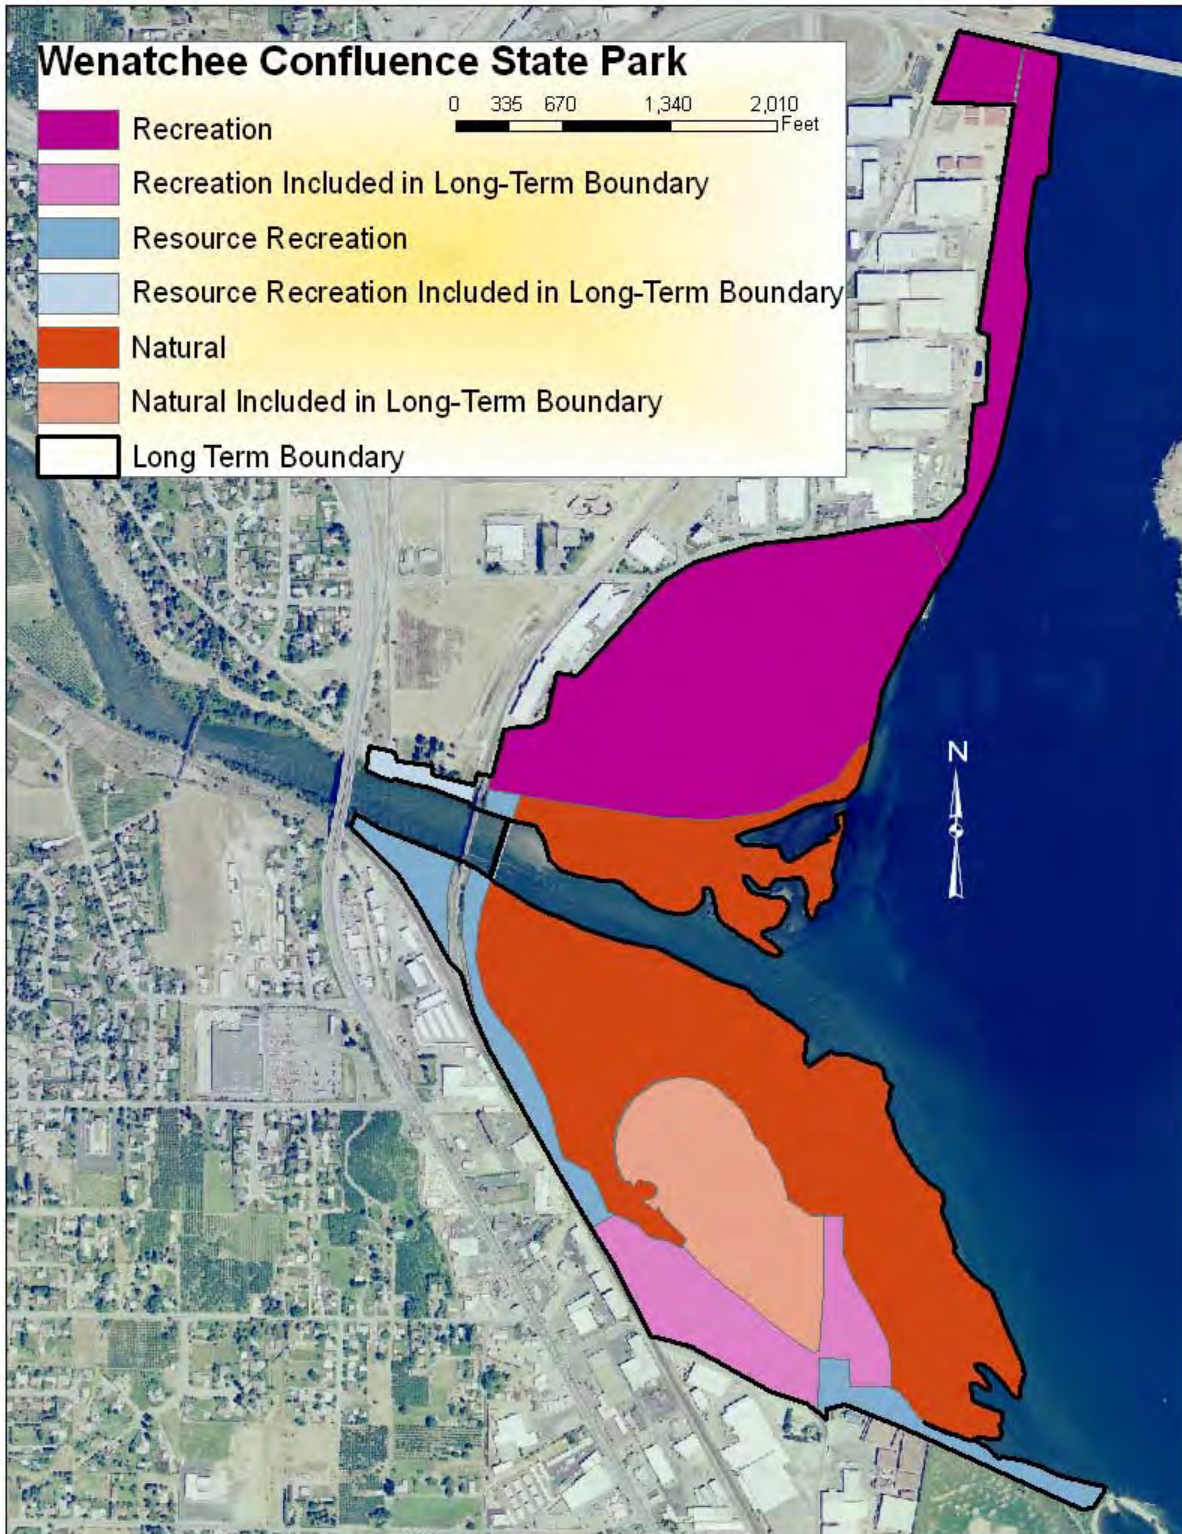 Wenatchee Confluence State Park
0 335 670 1,340 2,010
Feet
Recreation
Recreation Included in Long-Term Boundary
Resource Recreation
Resource Recreation Included in Long-Term Boundary
Natural
Natural Included in Long-Term Boundary
Long Term Boundary
153
N